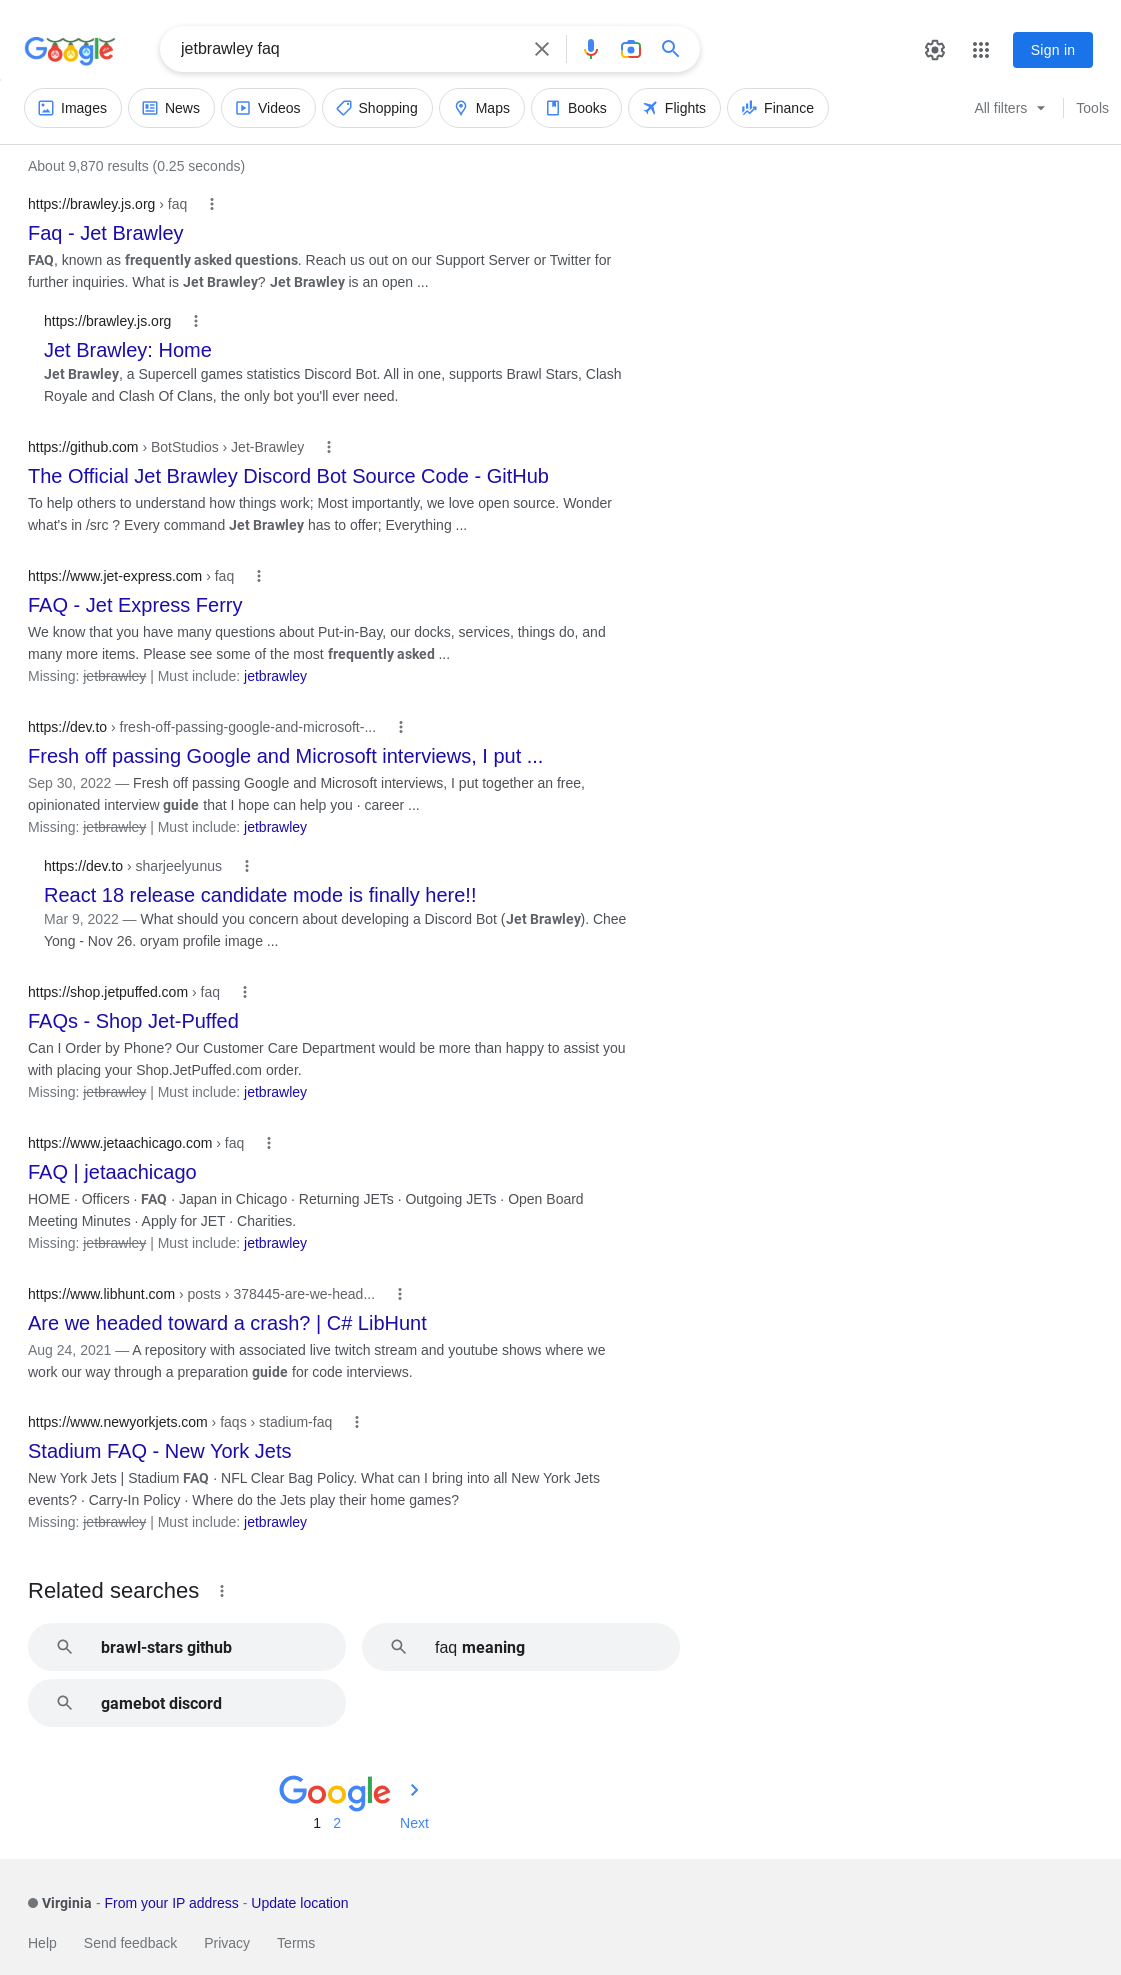 Google
jetbrawley faq
Sign in
Images News Videos Shopping Maps Books Flights Finance All filters Tools
About 9,870 results (0.25 seconds)
https://brawley.js.org › faq
Faq - Jet Brawley
FAQ, known as frequently asked questions. Reach us out on our Support Server or Twitter for
further inquiries. What is Jet Brawley? Jet Brawley is an open ...
https://brawley.js.org
Jet Brawley: Home
Jet Brawley, a Supercell games statistics Discord Bot. All in one, supports Brawl Stars, Clash
Royale and Clash Of Clans, the only bot you'll ever need.
https://github.com › BotStudios › Jet-Brawley
The Official Jet Brawley Discord Bot Source Code - GitHub
To help others to understand how things work; Most importantly, we love open source. Wonder
what's in /src ? Every command Jet Brawley has to offer; Everything ...
https://www.jet-express.com › faq
FAQ - Jet Express Ferry
We know that you have many questions about Put-in-Bay, our docks, services, things do, and
many more items. Please see some of the most frequently asked ...
Missing: jetbrawley | Must include: jetbrawley
https://dev.to › fresh-off-passing-google-and-microsoft-...
Fresh off passing Google and Microsoft interviews, I put ...
Sep 30, 2022 — Fresh off passing Google and Microsoft interviews, I put together an free,
opinionated interview guide that I hope can help you · career ...
Missing: jetbrawley | Must include: jetbrawley
https://dev.to › sharjeelyunus
React 18 release candidate mode is finally here!!
Mar 9, 2022 — What should you concern about developing a Discord Bot (Jet Brawley). Chee
Yong - Nov 26. oryam profile image ...
https://shop.jetpuffed.com › faq
FAQs - Shop Jet-Puffed
Can I Order by Phone? Our Customer Care Department would be more than happy to assist you
with placing your Shop.JetPuffed.com order.
Missing: jetbrawley | Must include: jetbrawley
https://www.jetaachicago.com › faq
FAQ | jetaachicago
HOME · Officers · FAQ · Japan in Chicago · Returning JETs · Outgoing JETs · Open Board
Meeting Minutes · Apply for JET · Charities.
Missing: jetbrawley | Must include: jetbrawley
https://www.libhunt.com › posts › 378445-are-we-head...
Are we headed toward a crash? | C# LibHunt
Aug 24, 2021 — A repository with associated live twitch stream and youtube shows where we
work our way through a preparation guide for code interviews.
https://www.newyorkjets.com › faqs › stadium-faq
Stadium FAQ - New York Jets
New York Jets | Stadium FAQ · NFL Clear Bag Policy. What can I bring into all New York Jets
events? · Carry-In Policy · Where do the Jets play their home games?
Missing: jetbrawley | Must include: jetbrawley
Related searches
brawl-stars github
faq meaning
gamebot discord
Google
1 2 Next
Virginia - From your IP address - Update location
Help Send feedback Privacy Terms